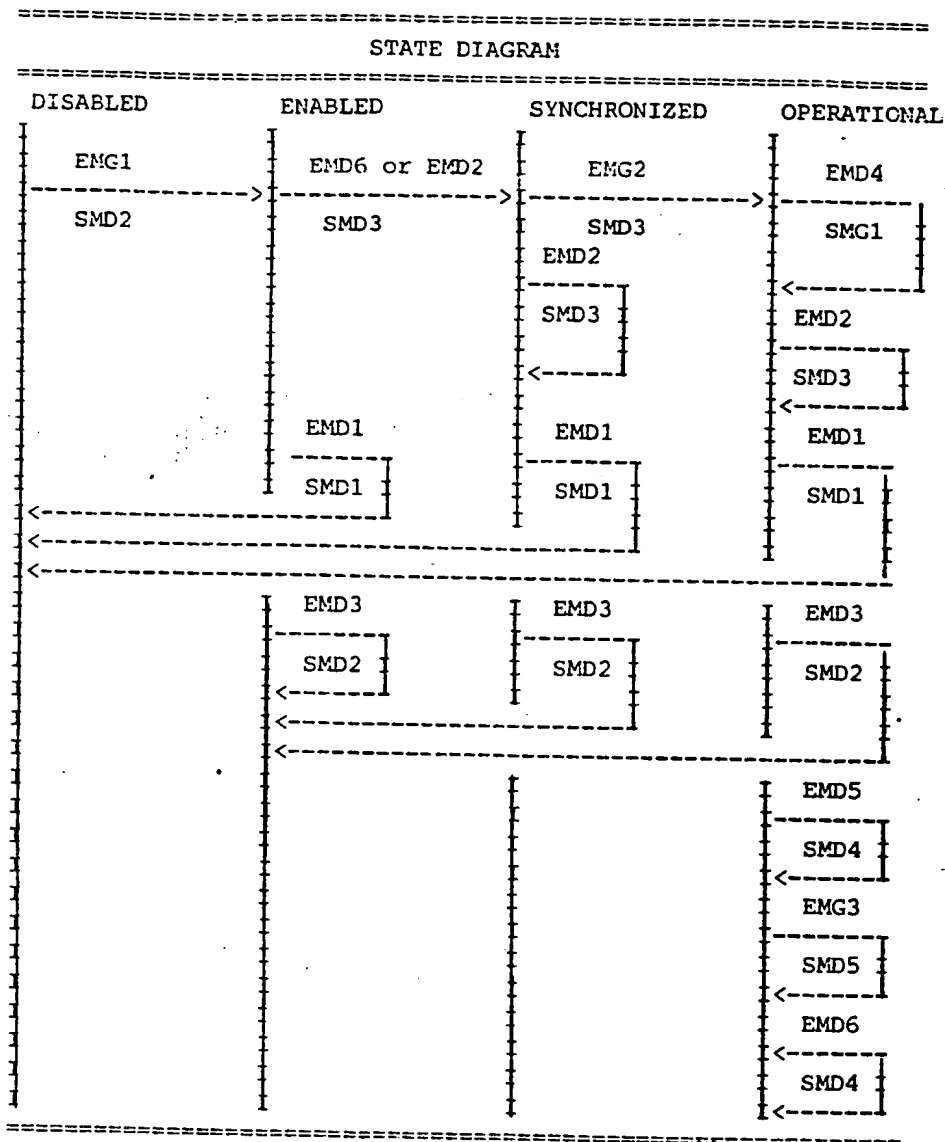 STATE DIAGRAM
DISABLED ENABLED SYNCHRONIZED OPERATIONAL
EMG1 EMD6 or EMD2 EMG2 EMD4
SMD2 SMD3 SMD3 SMG1
EMD2
SMD3 EMD2
SMD3
EMD1 EMD1 EMD1
SMD1 SMD1 SMD1
EMD3 EMD3 EMD3
SMD2 SMD2 SMD2
EMD5
SMD4
EMG3
SMD5
EMD6
SMD4